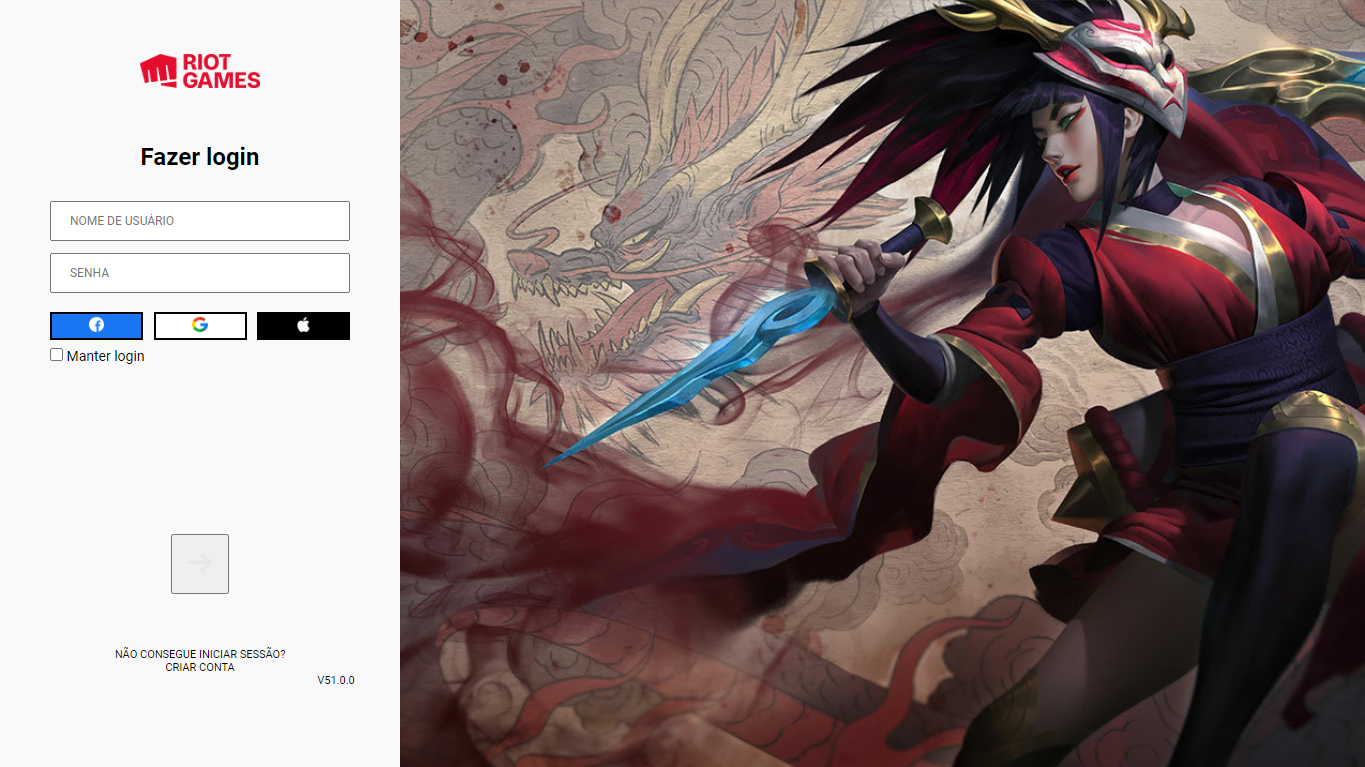 RIOT
GAMES
Fazer login
NOME DE USUÁRIO
SENHA
Manter login
NÃO CONSEGUE INICIAR SESSÃO?
CRIAR CONTA
V51.0.0